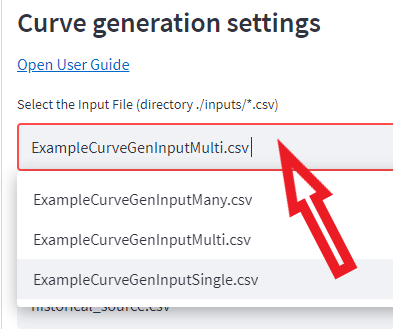 Curve generation settings
Open User Guide
Select the Input File (directory ./inputs/*.csv)
ExampleCurveGenInputMulti.csv
ExampleCurveGenInputMany.csv
ExampleCurveGenInputMulti.csv
ExampleCurveGenInputSingle.csv
historical_source.csv